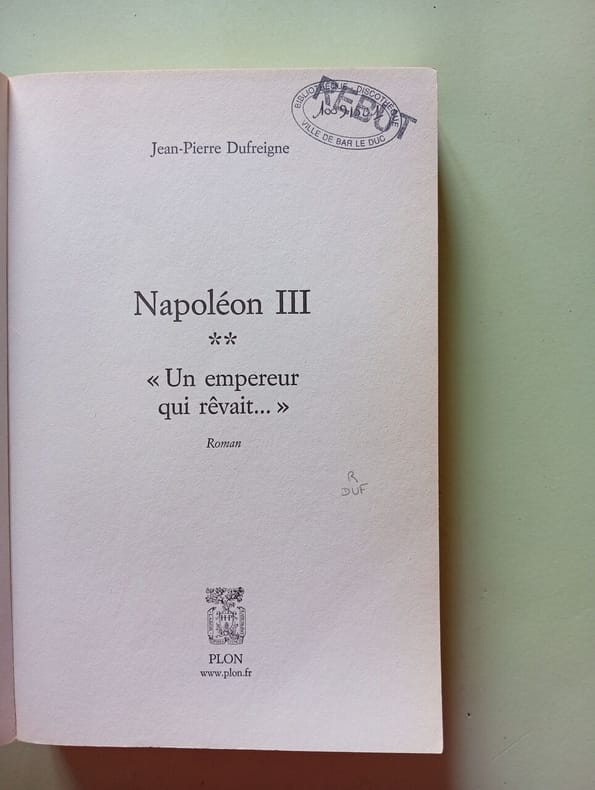 BIBLIOTHÈQUE - DISCOTHÈQUE
REBUT
VILLE DE BAR LE DUC
Jean-Pierre Dufreigne
Napoléon III
**
« Un empereur
qui rêvait... »
Roman
R
DUF
PLON
www.plon.fr